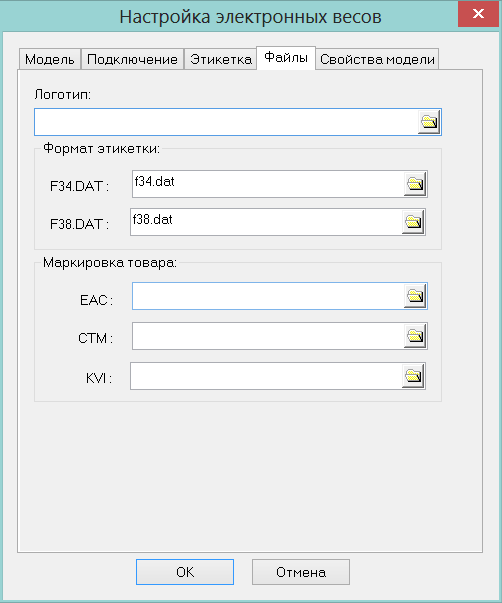 Настройка электронных весов
Модель Подключение Этикетка Файлы Свойства модели
Логотип:
Формат этикетки:
F34.DAT : f34.dat
F38.DAT : f38.dat
Маркировка товара:
EAC :
СТМ :
KVI :
OK Отмена